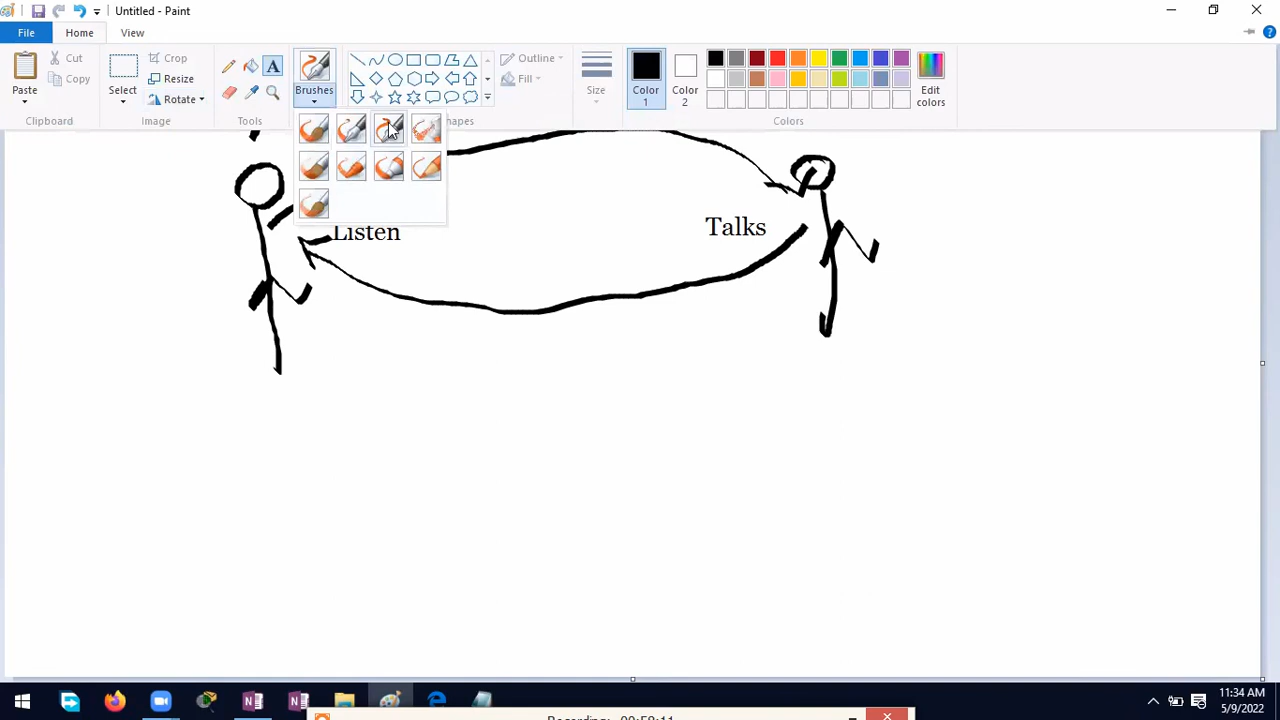 Untitled - Paint
File Home View
Paste
Cut
Copy
Clipboard
Select
Crop
Resize
Rotate
Image
A
Tools
Brushes
Outline
Fill
hapes
Size
Color 1
Color 2
Edit colors
Colors
Listen
Talks
11:34 AM
5/9/2022